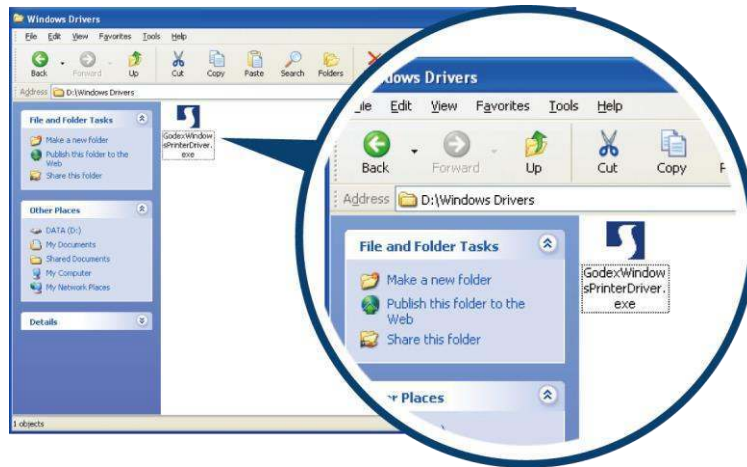 Windows Drivers
File Edit View Favorites Tools Help
Back Forward Up Cut Copy Paste Search Folders
Address D:\Windows Drivers
File and Folder Tasks
Make a new folder
Publish this folder to the
Web
Share this folder
Other Places
DATA (D:)
My Documents
Shared Documents
My Computer
My Network Places
Details
GodexWindow
sPrinterDriver.
exe
1 objects
dows Drivers
ile Edit View Favorites Tools Help
Back Forward Up Cut Copy P
Address D:\Windows Drivers
File and Folder Tasks
Make a new folder
Publish this folder to the
Web
Share this folder
er Places
GodexWindow
sPrinterDriver.
exe